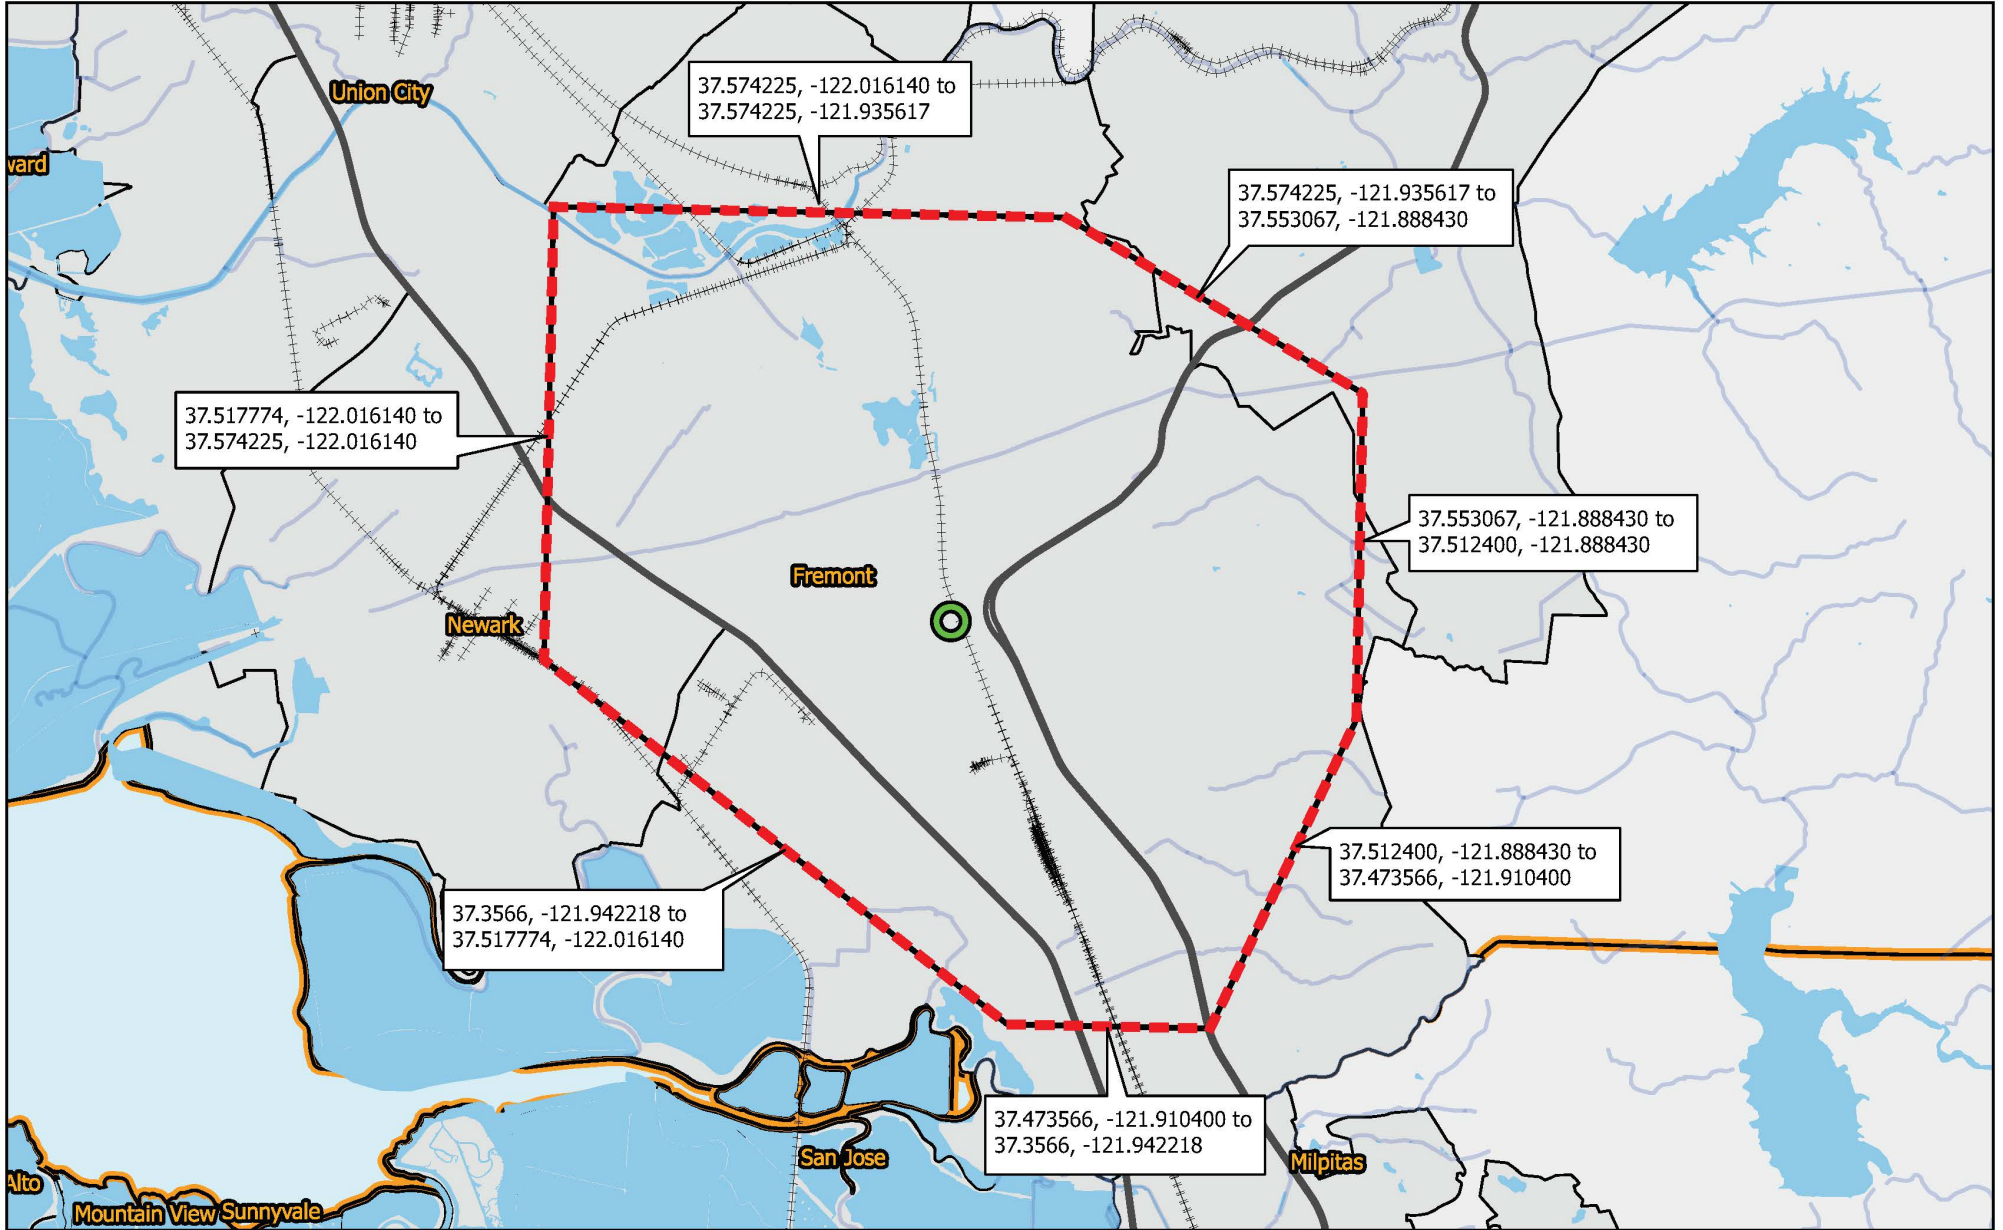 Union City
37.574225, -122.016140 to
37.574225, -121.935617
ward
37.574225, -121.935617 to
37.553067, -121.888430
37.517774, -122.016140 to
37.574225, -122.016140
37.553067, -121.888430 to
37.512400, -121.888430
Fremont
Newark
37.512400, -121.888430 to
37.473566, -121.910400
37.3566, -121.942218 to
37.517774, -122.016140
37.473566, -121.910400 to
37.3566, -121.942218
San Jose
Milpitas
Alto
Mountain View
Sunnyvale